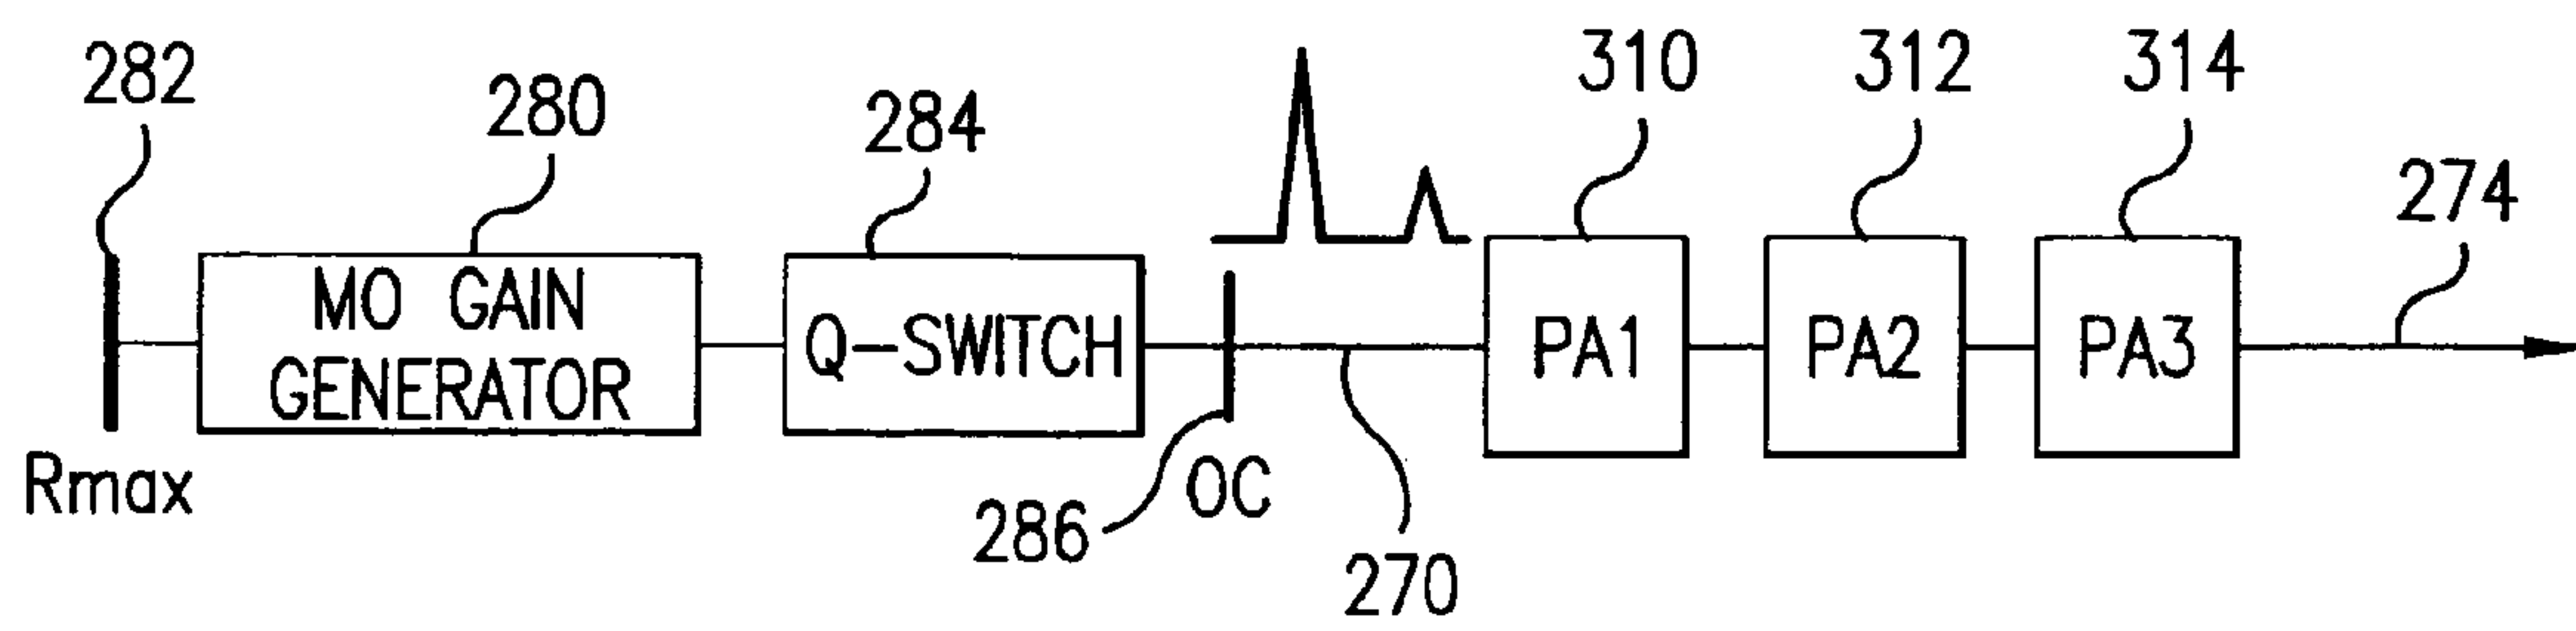 282
280
284
310
312
314
274
MO GAIN
GENERATOR
Q-SWITCH
PA1
PA2
PA3
Rmax
286
OC
270